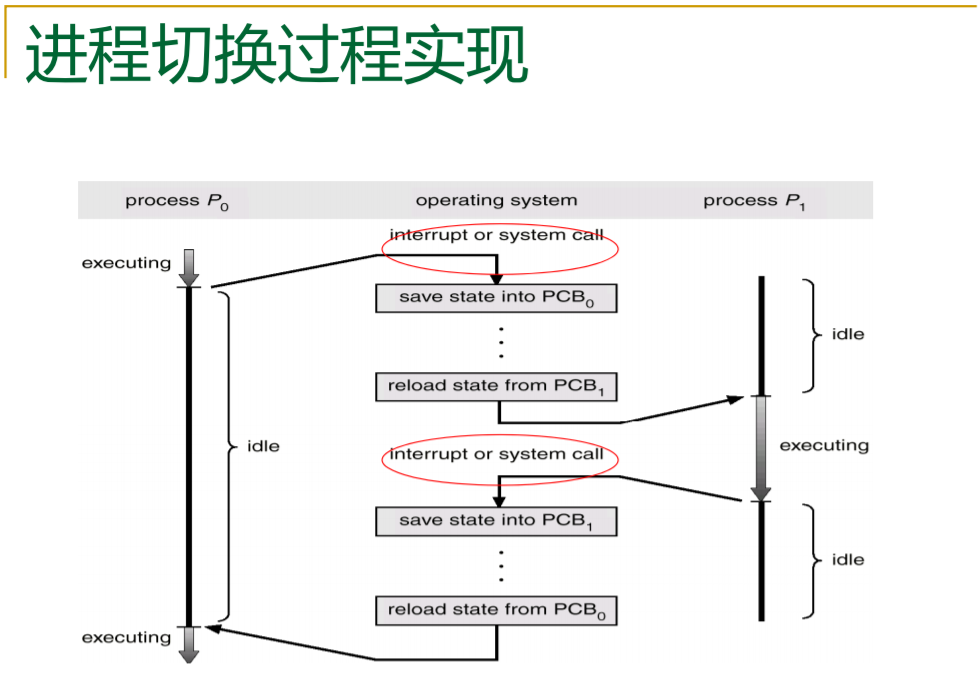 进程切换过程实现
process P0 operating system process P1
interrupt or system call
executing
save state into PCB0
idle
reload state from PCB1
idle
executing
interrupt or system call
save state into PCB1
idle
reload state from PCB0
executing